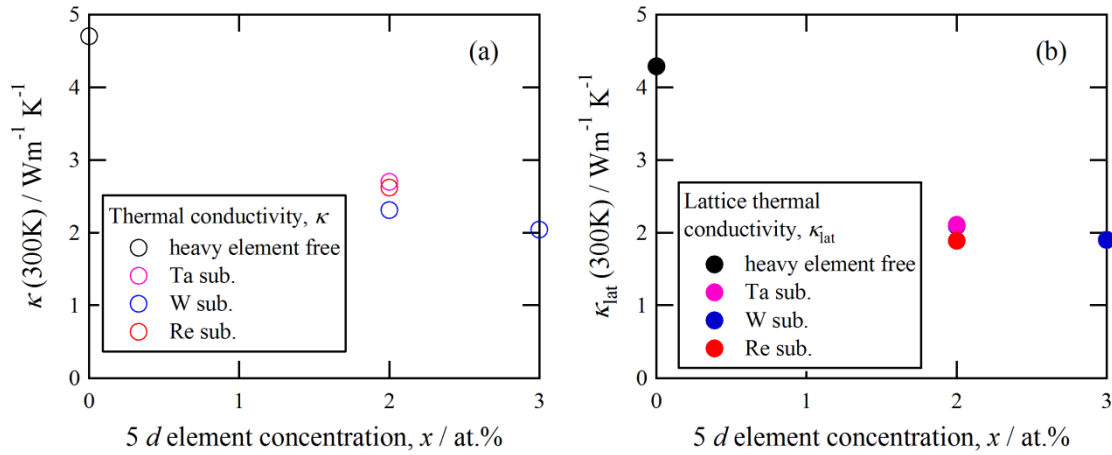 5
4
3
2
1
0
κ (300K) / Wm⁻¹ K⁻¹
(a)
Thermal conductivity, κ
heavy element free
Ta sub.
W sub.
Re sub.
0
1
2
3
5 d element concentration, x / at.%
5
4
3
2
1
0
κlat (300K) / Wm⁻¹ K⁻¹
(b)
Lattice thermal
conductivity, κlat
heavy element free
Ta sub.
W sub.
Re sub.
0
1
2
3
5 d element concentration, x / at.%